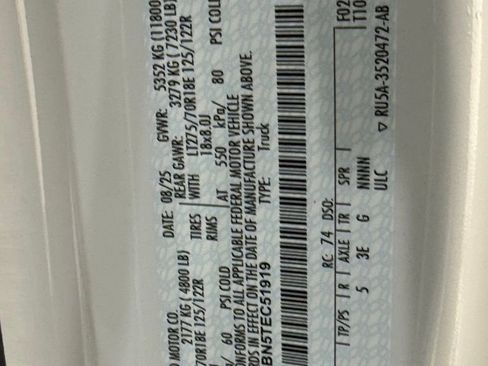 D MOTOR CO. DATE: 08/25 GVWR: 5352 KG (11800
2177 KG ( 4800 LB) REAR GAWR: 3279 KG ( 7230 LB)
70R18E 125/122R TIRES WITH LT275/70R18E 125/122R
RIMS 18x8.0J
/ 60 PSI COLD AT 550 kPa/ 80 PSI COLD
ONFORMS TO ALL APPLICABLE FEDERAL MOTOR VEHICLE
RDS IN EFFECT ON THE DATE OF MANUFACTURE SHOWN ABOVE.
BN5TEC51919 TYPE: Truck
F02
T10
RC: 74 DSO:
TP/PS R AXLE TR SPR
5 3E G NNNN
ULC
▽ RU5A-3520472-AB